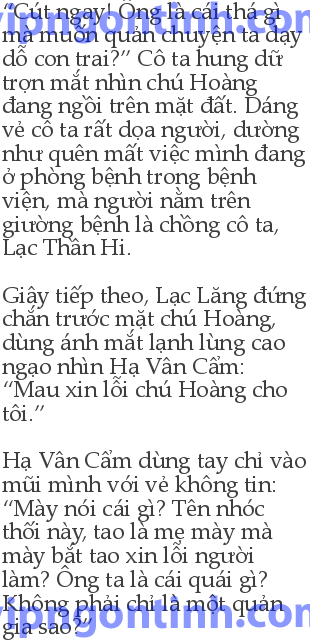 “Cút ngay! Ông là cái thá gì
mà muốn quản chuyện ta dạy
dỗ con trai?” Cô ta hung dữ
trợn mắt nhìn chú Hoàng
đang ngồi trên mặt đất. Dáng
vẻ cô ta rất dọa người, dường
như quên mất việc mình đang
ở phòng bệnh trong bệnh
viện, mà người nằm trên
giường bệnh là chồng cô ta,
Lạc Thần Hi.
Giây tiếp theo, Lạc Lăng đứng
chắn trước mặt chú Hoàng,
dùng ánh mắt lạnh lùng cao
ngạo nhìn Hạ Vân Cẩm:
“Mau xin lỗi chú Hoàng cho
tôi.”
Hạ Vân Cẩm dùng tay chỉ vào
mũi mình với vẻ không tin:
“Mày nói cái gì? Tên nhóc
thối này, tao là mẹ mày mà
mày bắt tao xin lỗi người
làm? Ông ta là cái quái gì?
Không phải chỉ là một quản
gia sao?”
vipngontinh.com
vipngontinh.com